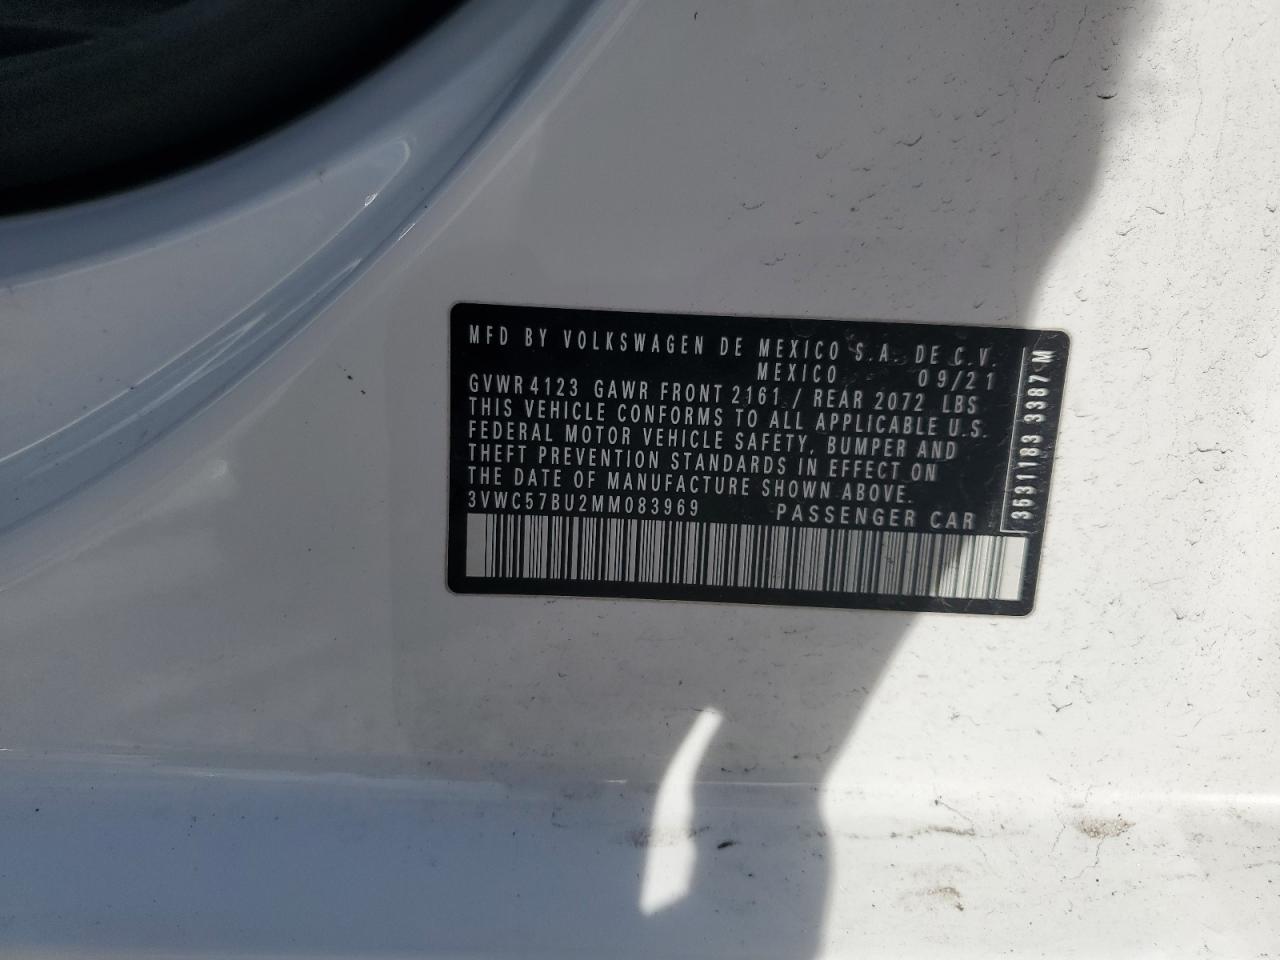 MFD BY VOLKSWAGEN DE MEXICO S.A. DE C.V.
MEXICO 09/21
GVWR 4123 GAWR FRONT 2161 / REAR 2072 LBS
THIS VEHICLE CONFORMS TO ALL APPLICABLE U.S.
FEDERAL MOTOR VEHICLE SAFETY, BUMPER AND
THEFT PREVENTION STANDARDS IN EFFECT ON
THE DATE OF MANUFACTURE SHOWN ABOVE.
3VWC57BU2MM083969 PASSENGER CAR
3631183 3387 M